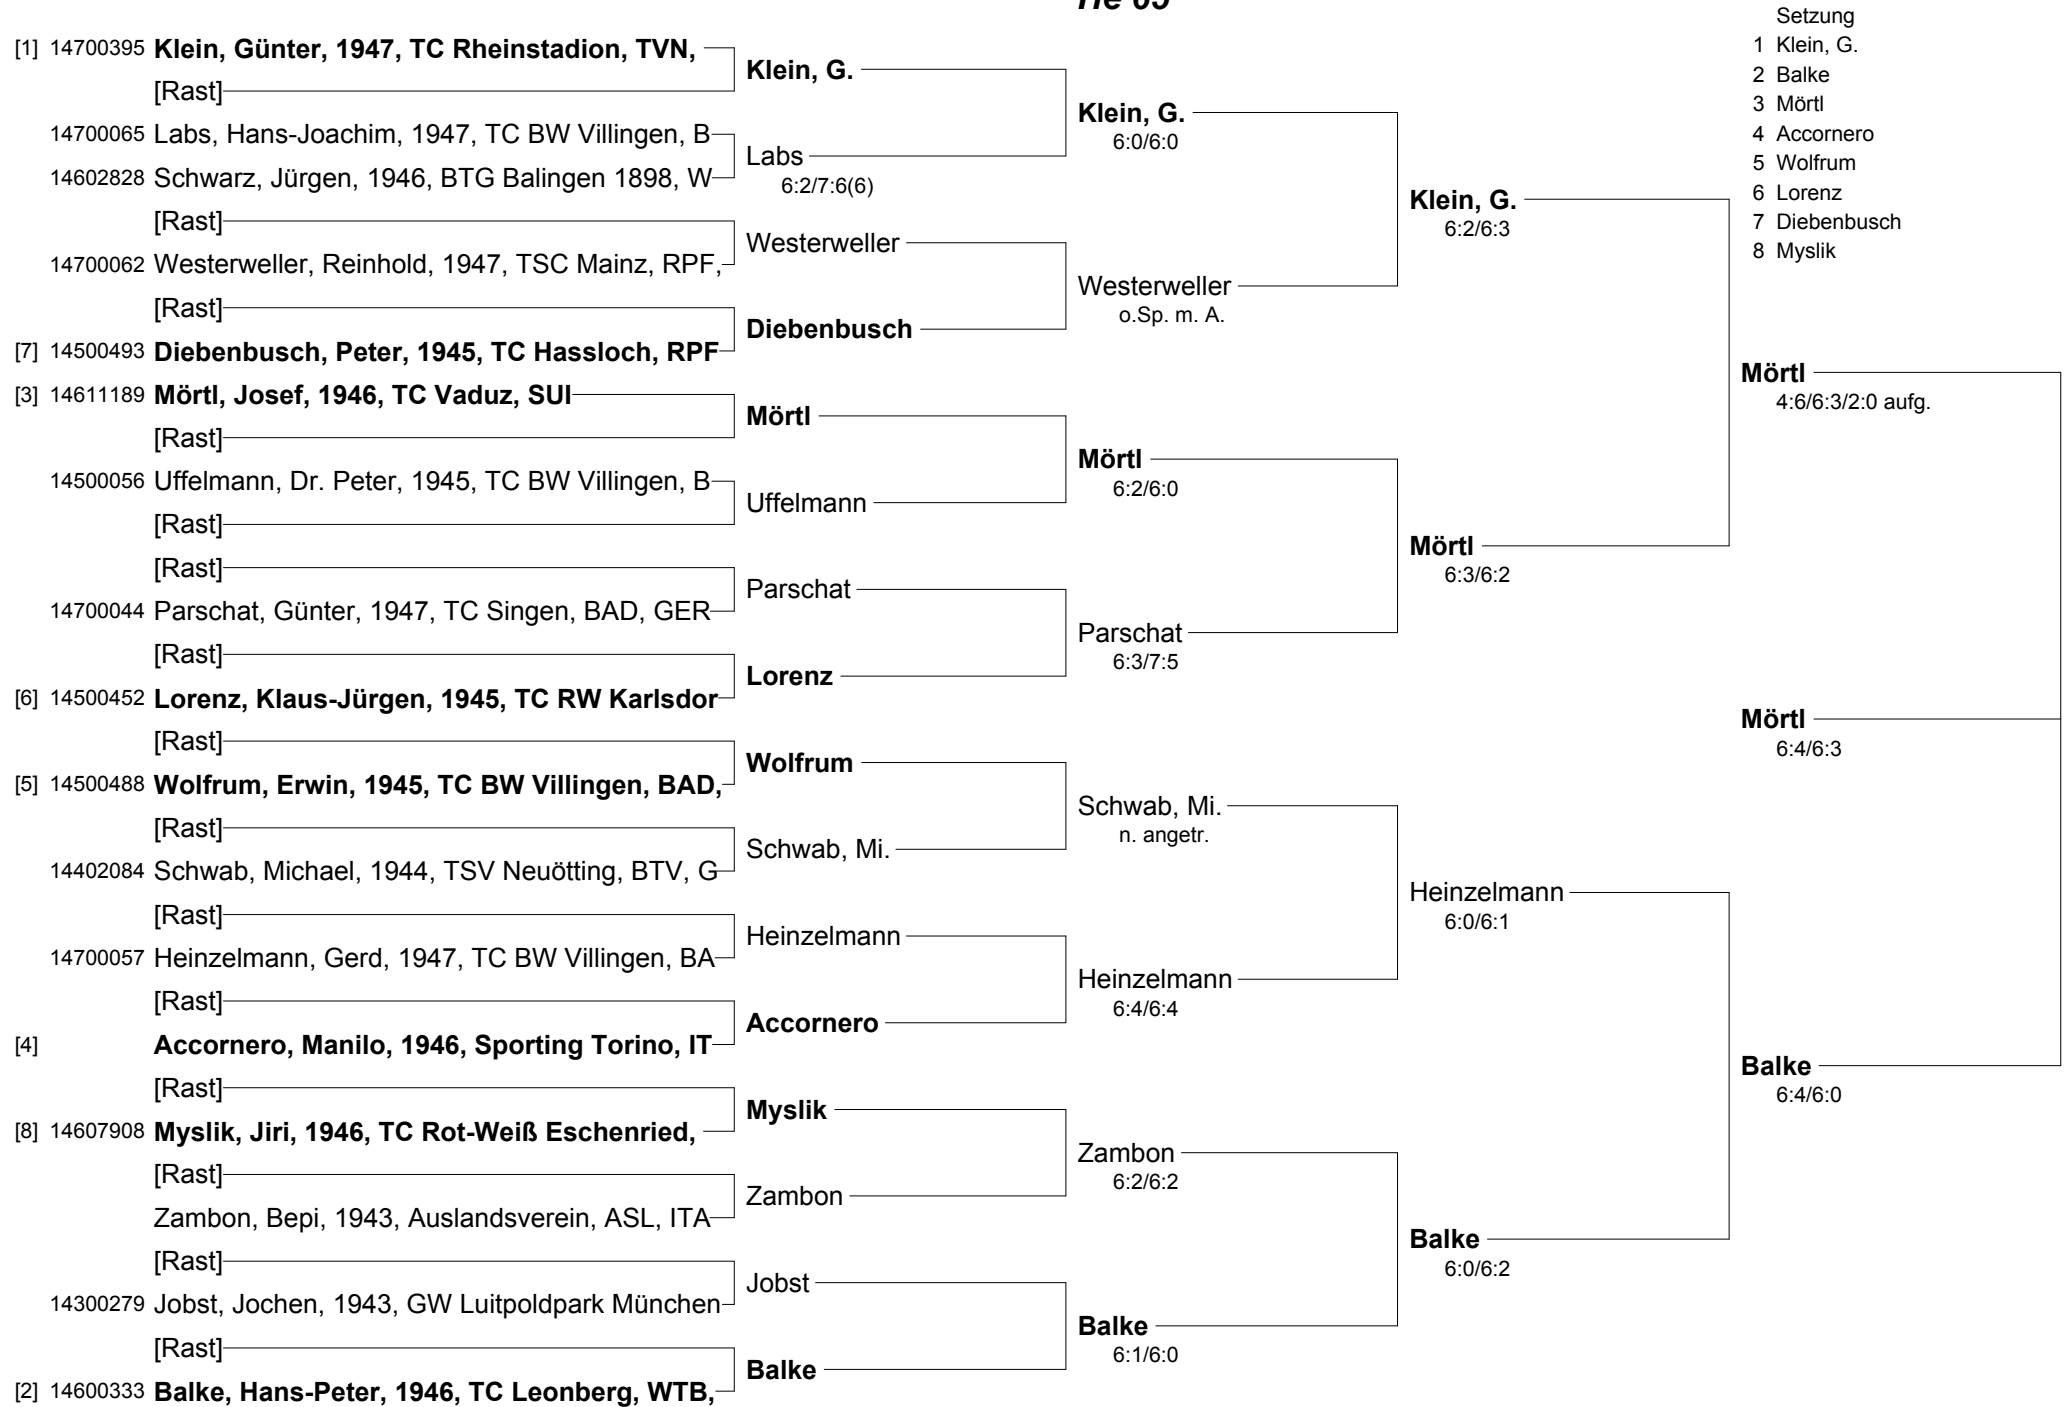 Setzung
1 Klein, G.
2 Balke
3 Mörtl
4 Accornero
5 Wolfrum
6 Lorenz
7 Diebenbusch
8 Myslik
[1] 14700395 Klein, Günter, 1947, TC Rheinstadion, TVN,
[Rast]
14700065 Labs, Hans-Joachim, 1947, TC BW Villingen, B
14602828 Schwarz, Jürgen, 1946, BTG Balingen 1898, W
[Rast]
14700062 Westerweller, Reinhold, 1947, TSC Mainz, RPF,
[Rast]
[7] 14500493 Diebenbusch, Peter, 1945, TC Hassloch, RPF
[3] 14611189 Mörtl, Josef, 1946, TC Vaduz, SUI
[Rast]
14500056 Uffelmann, Dr. Peter, 1945, TC BW Villingen, B
[Rast]
[Rast]
14700044 Parschat, Günter, 1947, TC Singen, BAD, GER
[Rast]
[6] 14500452 Lorenz, Klaus-Jürgen, 1945, TC RW Karlsdor
[Rast]
[5] 14500488 Wolfrum, Erwin, 1945, TC BW Villingen, BAD,
[Rast]
14402084 Schwab, Michael, 1944, TSV Neuötting, BTV, G
[Rast]
14700057 Heinzelmann, Gerd, 1947, TC BW Villingen, BA
[Rast]
[4] Accornero, Manilo, 1946, Sporting Torino, IT
[Rast]
[8] 14607908 Myslik, Jiri, 1946, TC Rot-Weiß Eschenried,
[Rast]
Zambon, Bepi, 1943, Auslandsverein, ASL, ITA
[Rast]
14300279 Jobst, Jochen, 1943, GW Luitpoldpark München
[Rast]
[2] 14600333 Balke, Hans-Peter, 1946, TC Leonberg, WTB,
Klein, G.
Labs
6:2/7:6(6)
Westerweller
Diebenbusch
Mörtl
Uffelmann
Parschat
Lorenz
Wolfrum
Schwab, Mi.
Heinzelmann
Accornero
Myslik
Zambon
Jobst
Balke
Klein, G.
6:0/6:0
Westerweller
o.Sp. m. A.
Mörtl
6:2/6:0
Parschat
6:3/7:5
Schwab, Mi.
n. angetr.
Heinzelmann
6:4/6:4
Zambon
6:2/6:2
Balke
6:1/6:0
Klein, G.
6:2/6:3
Mörtl
6:3/6:2
Heinzelmann
6:0/6:1
Balke
6:0/6:2
Mörtl
4:6/6:3/2:0 aufg.
Mörtl
6:4/6:3
Balke
6:4/6:0